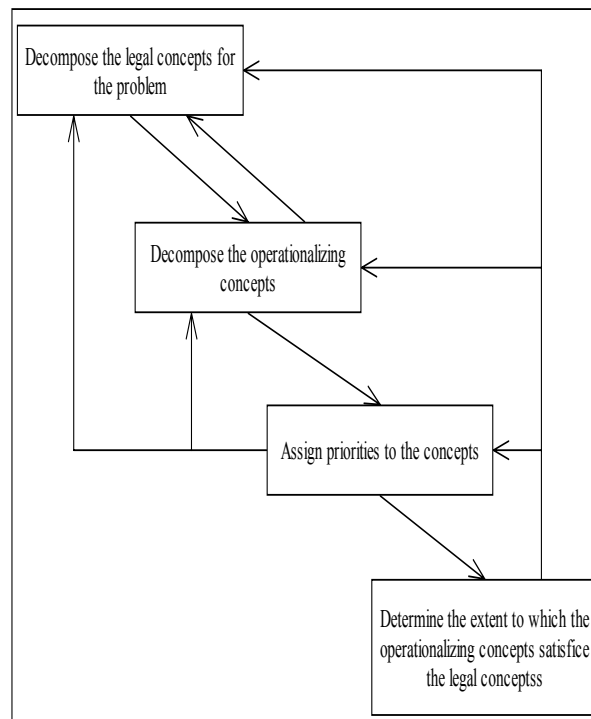 Decompose the legal concepts for
the problem
Decompose the operationalizing
concepts
Assign priorities to the concepts
Determine the extent to which the
operationalizing concepts satisfice
the legal conceptss